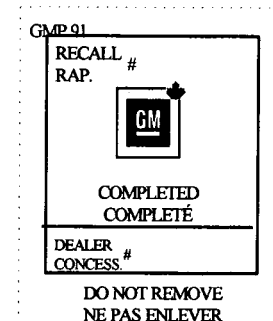 GMP 91
RECALL #
RAP.
GM
COMPLETED
COMPLETÉ
DEALER #
CONCESS.
DO NOT REMOVE
NE PAS ENLEVER